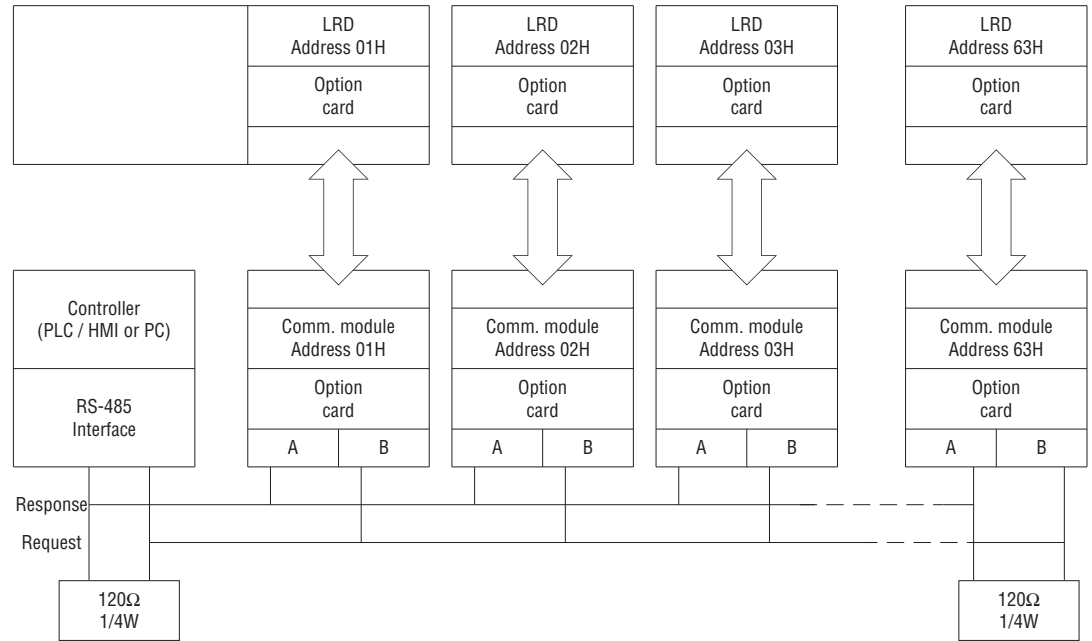 LRD
Address 01H
Option
card
LRD
Address 02H
Option
card
LRD
Address 03H
Option
card
LRD
Address 63H
Option
card
Controller
(PLC / HMI or PC)
RS-485
Interface
Comm. module
Address 01H
Option
card
A B
Comm. module
Address 02H
Option
card
A B
Comm. module
Address 03H
Option
card
A B
Comm. module
Address 63H
Option
card
A B
Response
Request
120Ω
1/4W
120Ω
1/4W